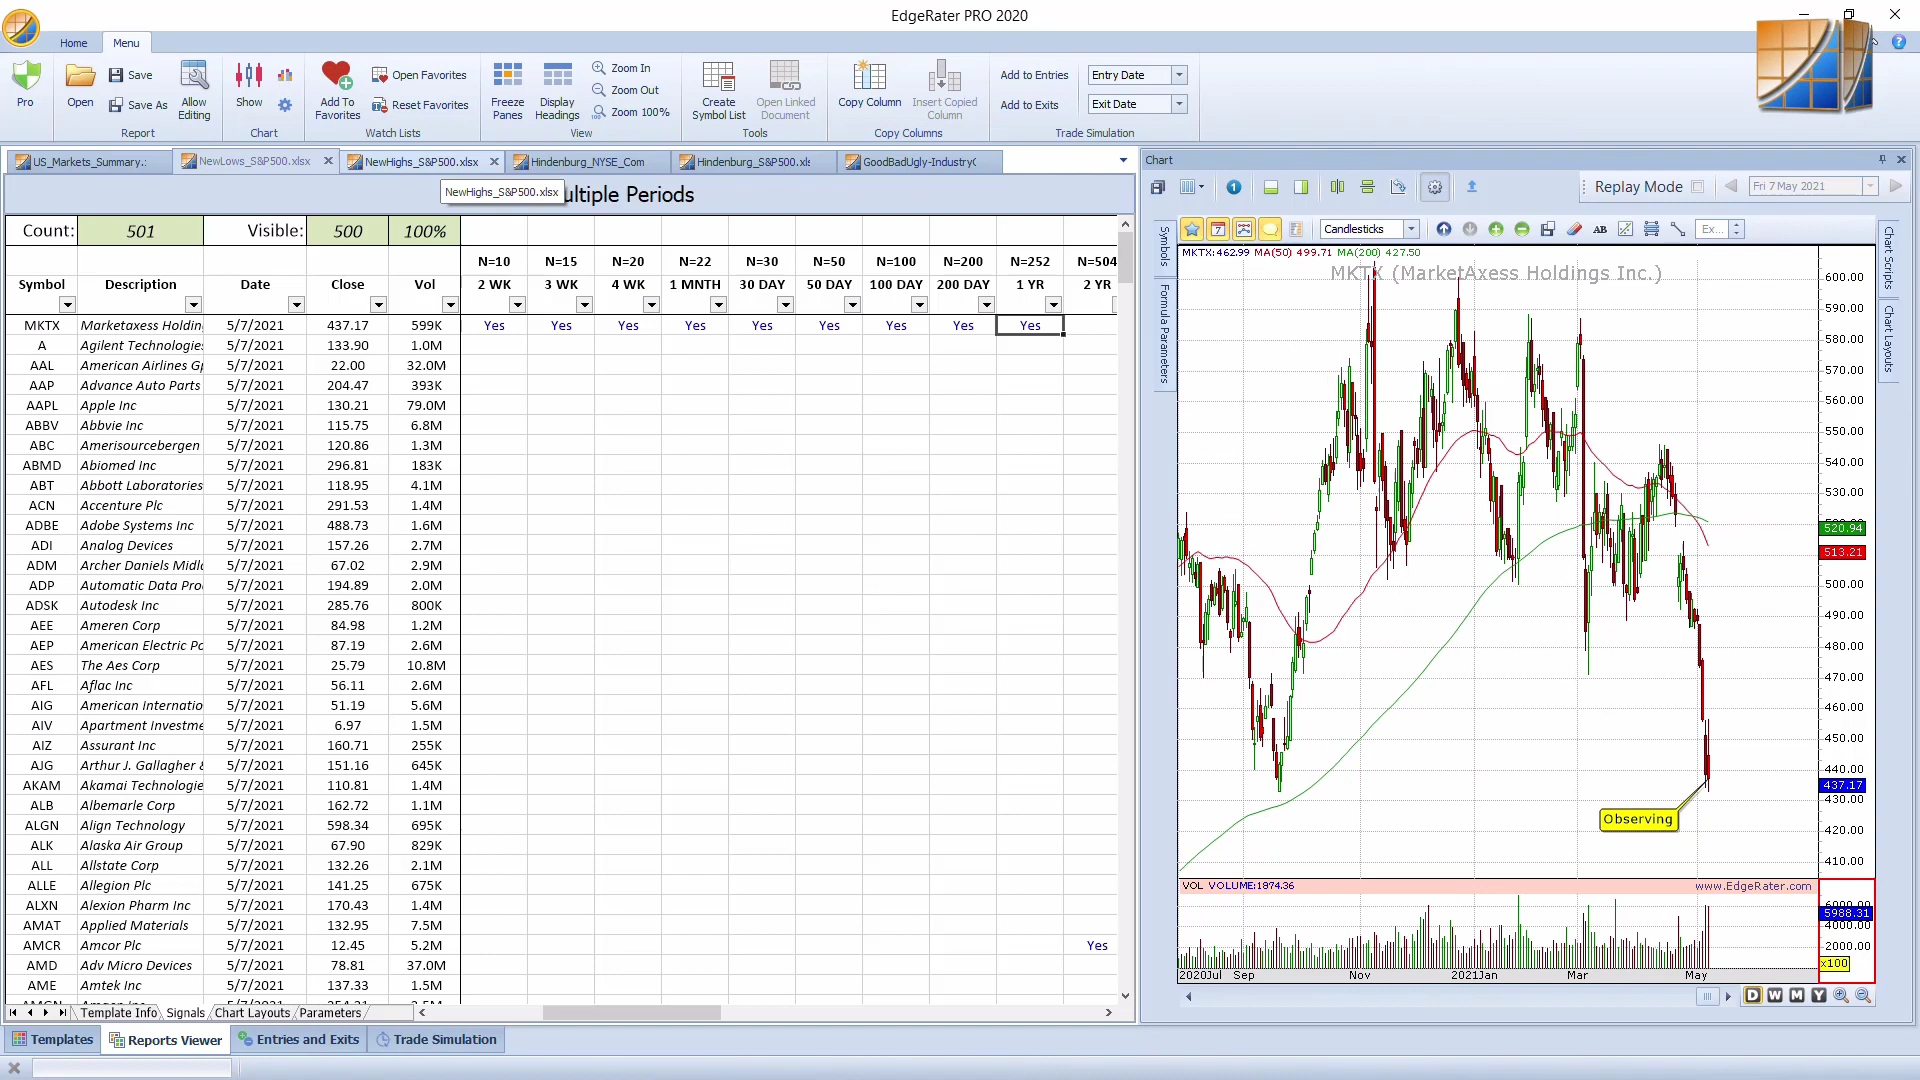 EdgeRater PRO 2020
Home Menu
Pro Open Save Save As Allow Editing Show Add To Favorites Open Favorites Reset Favorites Freeze Panes Display Headings Zoom In Zoom Out Zoom 100% Create Symbol List Open Linked Document Copy Column Insert Copied Column Add to Entries Add to Exits Entry Date Exit Date
Report Chart Watch Lists View Tools Copy Columns Trade Simulation
US_Markets_Summary.: NewLows_S&P500.xlsx NewHighs_S&P500.xlsx Hindenburg_NYSE_Com Hindenburg_S&P500.xls GoodBadUgly-Industry(
NewHighs_S&P500.xlsx
ultiple Periods
Count: 501 Visible: 500 100%
N=10 N=15 N=20 N=22 N=30 N=50 N=100 N=200 N=252 N=504
Symbol Description Date Close Vol 2 WK 3 WK 4 WK 1 MNTH 30 DAY 50 DAY 100 DAY 200 DAY 1 YR 2 YR
MKTX Marketaxess Holdin 5/7/2021 437.17 599K Yes Yes Yes Yes Yes Yes Yes Yes Yes
A Agilent Technologies 5/7/2021 133.90 1.0M
AAL American Airlines Gp 5/7/2021 22.00 32.0M
AAP Advance Auto Parts 5/7/2021 204.47 393K
AAPL Apple Inc 5/7/2021 130.21 79.0M
ABBV Abbvie Inc 5/7/2021 115.75 6.8M
ABC Amerisourcebergen 5/7/2021 120.86 1.3M
ABMD Abiomed Inc 5/7/2021 296.81 183K
ABT Abbott Laboratories 5/7/2021 118.95 4.1M
ACN Accenture Plc 5/7/2021 291.53 1.4M
ADBE Adobe Systems Inc 5/7/2021 488.73 1.6M
ADI Analog Devices 5/7/2021 157.26 2.7M
ADM Archer Daniels Midl 5/7/2021 67.02 2.9M
ADP Automatic Data Pro 5/7/2021 194.89 2.0M
ADSK Autodesk Inc 5/7/2021 285.76 800K
AEE Ameren Corp 5/7/2021 84.98 1.2M
AEP American Electric Po 5/7/2021 87.19 2.6M
AES The Aes Corp 5/7/2021 25.79 10.8M
AFL Aflac Inc 5/7/2021 56.11 2.6M
AIG American Internatio 5/7/2021 51.19 5.6M
AIV Apartment Investme 5/7/2021 6.97 1.5M
AIZ Assurant Inc 5/7/2021 160.71 255K
AJG Arthur J. Gallagher & 5/7/2021 151.16 645K
AKAM Akamai Technologie 5/7/2021 110.81 1.4M
ALB Albemarle Corp 5/7/2021 162.72 1.1M
ALGN Align Technology 5/7/2021 598.34 695K
ALK Alaska Air Group 5/7/2021 67.90 829K
ALL Allstate Corp 5/7/2021 132.26 2.1M
ALLE Allegion Plc 5/7/2021 141.25 675K
ALXN Alexion Pharm Inc 5/7/2021 170.43 1.4M
AMAT Applied Materials 5/7/2021 132.95 7.5M
AMCR Amcor Plc 5/7/2021 12.45 5.2M Yes
AMD Adv Micro Devices 5/7/2021 78.81 37.0M
AME Amtek Inc 5/7/2021 137.33 1.5M
Template Info Signals Chart Layouts Parameters
Templates Reports Viewer Entries and Exits Trade Simulation
Chart
1 Replay Mode Fri 7 May 2021
7 Candlesticks AB Ex...
Symbols
Formula Parameters
Chart Scripts
Chart Layouts
MKTX:462.99 MA(50) 499.71 MA(200) 427.50
MKTX (MarketAxess Holdings Inc.)
600.00
590.00
580.00
570.00
560.00
550.00
540.00
530.00
520.94
513.21
500.00
490.00
480.00
470.00
460.00
450.00
440.00
437.17
430.00
420.00
410.00
Observing
VOL VOLUME:1874.36 www.EdgeRater.com
6000.00
5988.31
4000.00
2000.00
x100
2020Jul Sep Nov 2021Jan Mar May
D W M Y